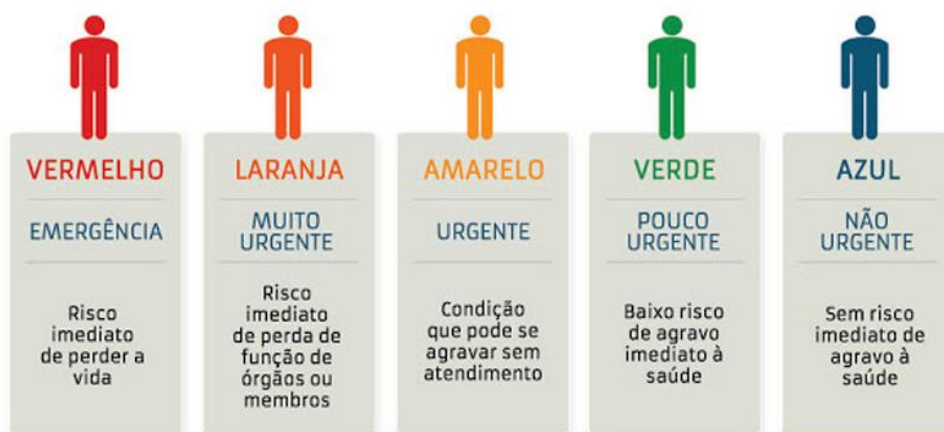 VERMELHO
EMERGÊNCIA
Risco
imediato
de perder a
vida
LARANJA
MUITO
URGENTE
Risco
imediato
de perda de
função de
órgãos ou
membros
AMARELO
URGENTE
Condição
que pode se
agravar sem
atendimento
VERDE
POUCO
URGENTE
Baixo risco
de agravo
imediato à
saúde
AZUL
NÃO
URGENTE
Sem risco
imediato de
agravo à
saúde